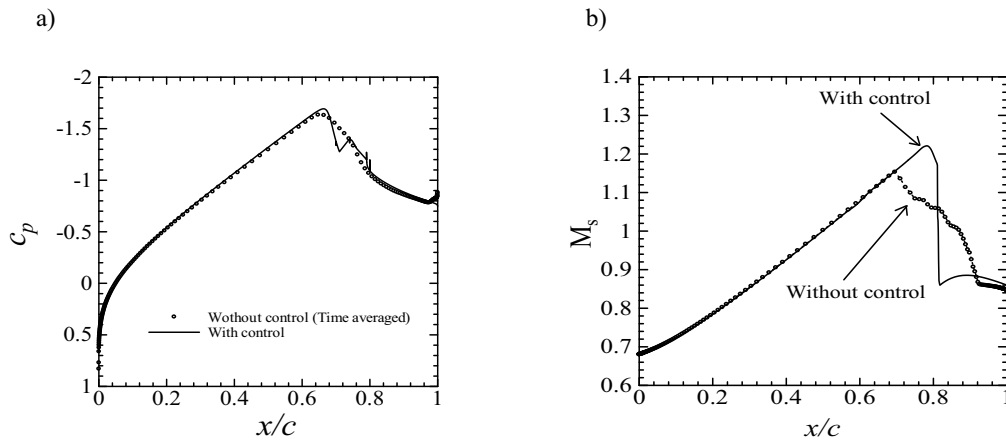 a)
b)
-2
-1.5
-1
-0.5
0
0.5
1
c_p
0
0.2
0.4
0.6
0.8
1
x/c
Wothout control (Time averaged)
With control
1.4
1.3
1.2
1.1
1
0.9
0.8
0.7
0.6
M_s
With control
Without control
0
0.2
0.4
0.6
0.8
1
x/c